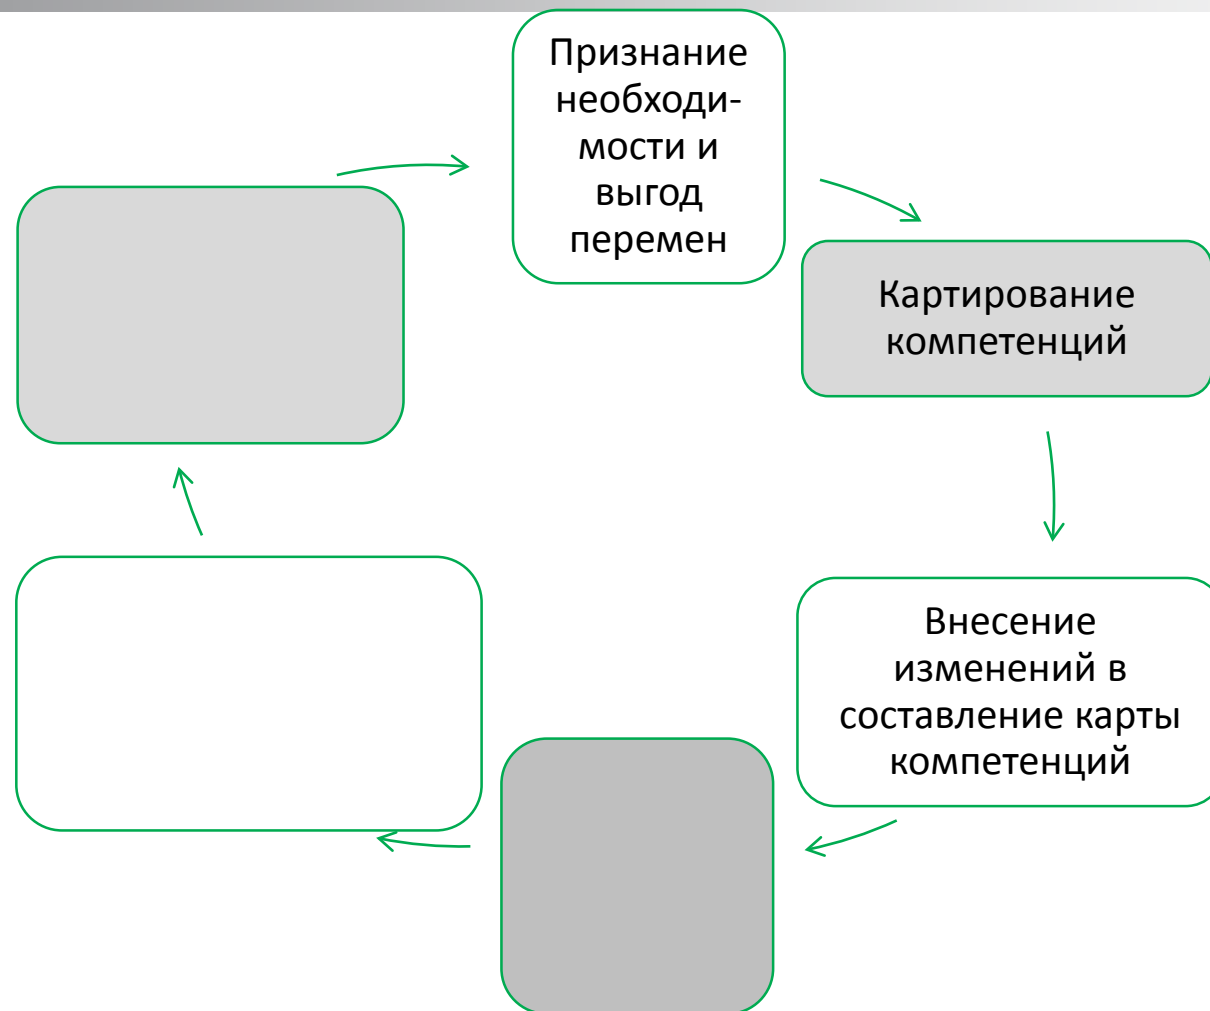 Признание
необходи-
мости и
выгод
перемен
Картирование
компетенций
Внесение
изменений в
составление карты
компетенций